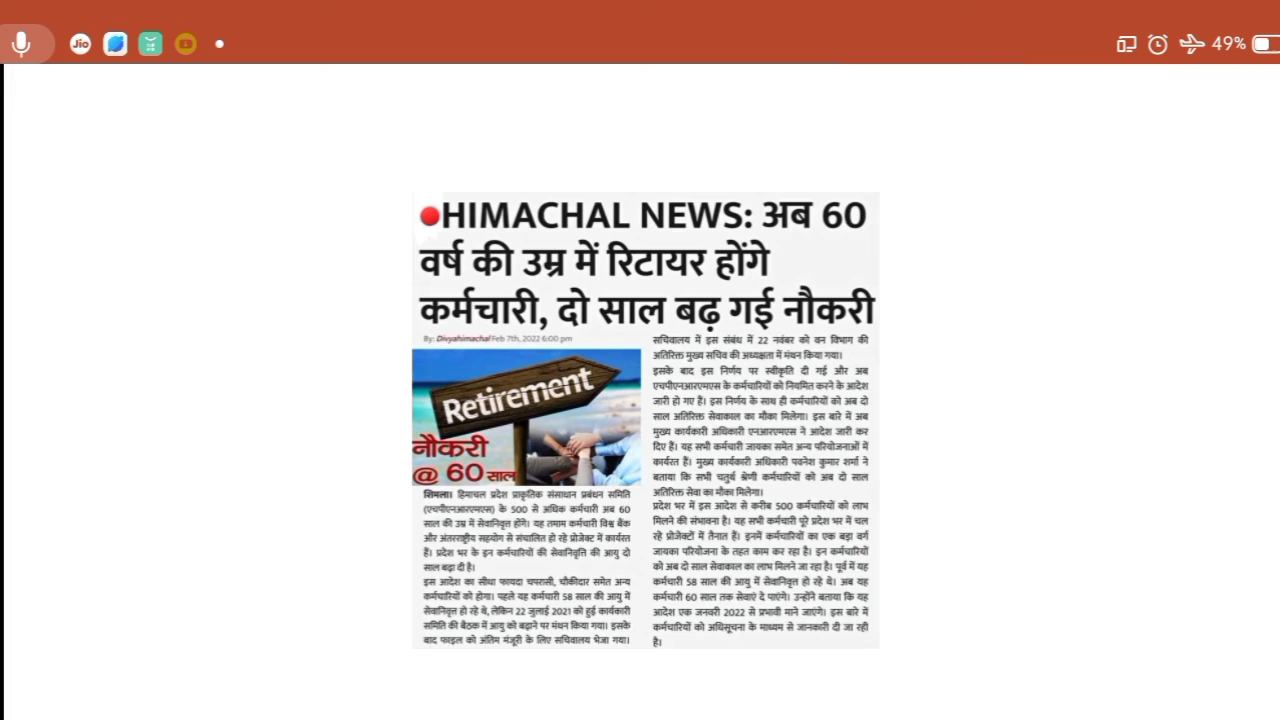 Jio
49%
●HIMACHAL NEWS: अब 60
वर्ष की उम्र में रिटायर होंगे
कर्मचारी, दो साल बढ़ गई नौकरी
By: Divyahimachal Feb 7th, 2022 6:00 pm
Retirement
नौकरी
@ 60 साल
शिमला। हिमाचल प्रदेश प्राकृतिक संसाधान प्रबंधन समिति
(एचपीएनआरएमएस) के 500 से अधिक कर्मचारी अब 60
साल की उम्र में सेवानिवृत्त होंगे। यह तमाम कर्मचारी विश्व बैंक
और अंतरराष्ट्रीय सहयोग से संचालित हो रहे प्रोजेक्ट में कार्यरत
हैं। प्रदेश भर के इन कर्मचारियों की सेवानिवृत्ति की आयु दो
साल बढ़ा दी है।
इस आदेश का सीधा फायदा चपरासी, चौकीदार समेत अन्य
कर्मचारियों को होगा। पहले यह कर्मचारी 58 साल की आयु में
सेवानिवृत्त हो रहे थे, लेकिन 22 जुलाई 2021 को हुई कार्यकारी
समिति की बैठक में आयु को बढ़ाने पर मंथन किया गया। इसके
बाद फाइल को अंतिम मंजूरी के लिए सचिवालय भेजा गया।
सचिवालय में इस संबंध में 22 नवंबर को वन विभाग की
अतिरिक्त मुख्य सचिव की अध्यक्षता में मंथन किया गया।
इसके बाद इस निर्णय पर स्वीकृति दी गई और अब
एचपीएनआरएमएस के कर्मचारियों को नियमित करने के आदेश
जारी हो गए हैं। इस निर्णय के साथ ही कर्मचारियों को अब दो
साल अतिरिक्त सेवाकाल का मौका मिलेगा। इस बारे में अब
मुख्य कार्यकारी अधिकारी एनआरएमएस ने आदेश जारी कर
दिए हैं। यह सभी कर्मचारी जायका समेत अन्य परियोजनाओं में
कार्यरत हैं। मुख्य कार्यकारी अधिकारी पवनेश कुमार शर्मा ने
बताया कि सभी चतुर्थ श्रेणी कर्मचारियों को अब दो साल
अतिरिक्त सेवा का मौका मिलेगा।
प्रदेश भर में इस आदेश से करीब 500 कर्मचारियों को लाभ
मिलने की संभावना है। यह सभी कर्मचारी पूरे प्रदेश भर में चल
रहे प्रोजेक्टों में तैनात हैं। इनमें कर्मचारियों का एक बड़ा वर्ग
जायका परियोजना के तहत काम कर रहा है। इन कर्मचारियों
को अब दो साल सेवाकाल का लाभ मिलने जा रहा है। पूर्व में यह
कर्मचारी 58 साल की आयु में सेवानिवृत्त हो रहे थे। अब यह
कर्मचारी 60 साल तक सेवाएं दे पाएंगे। उन्होंने बताया कि यह
आदेश एक जनवरी 2022 से प्रभावी माने जाएंगे। इस बारे में
कर्मचारियों को अधिसूचना के माध्यम से जानकारी दी जा रही
है।